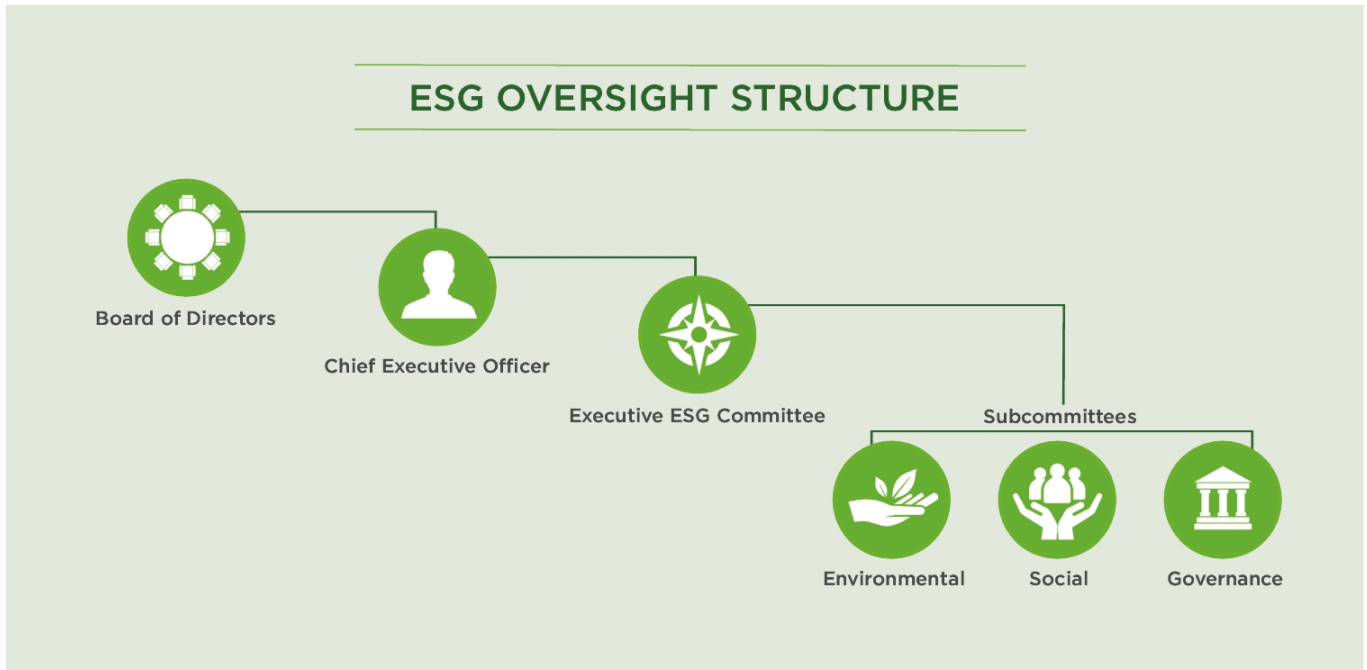 ESG OVERSIGHT STRUCTURE
Board of Directors
Chief Executive Officer
Executive ESG Committee
Subcommittees
Environmental
Social
Governance